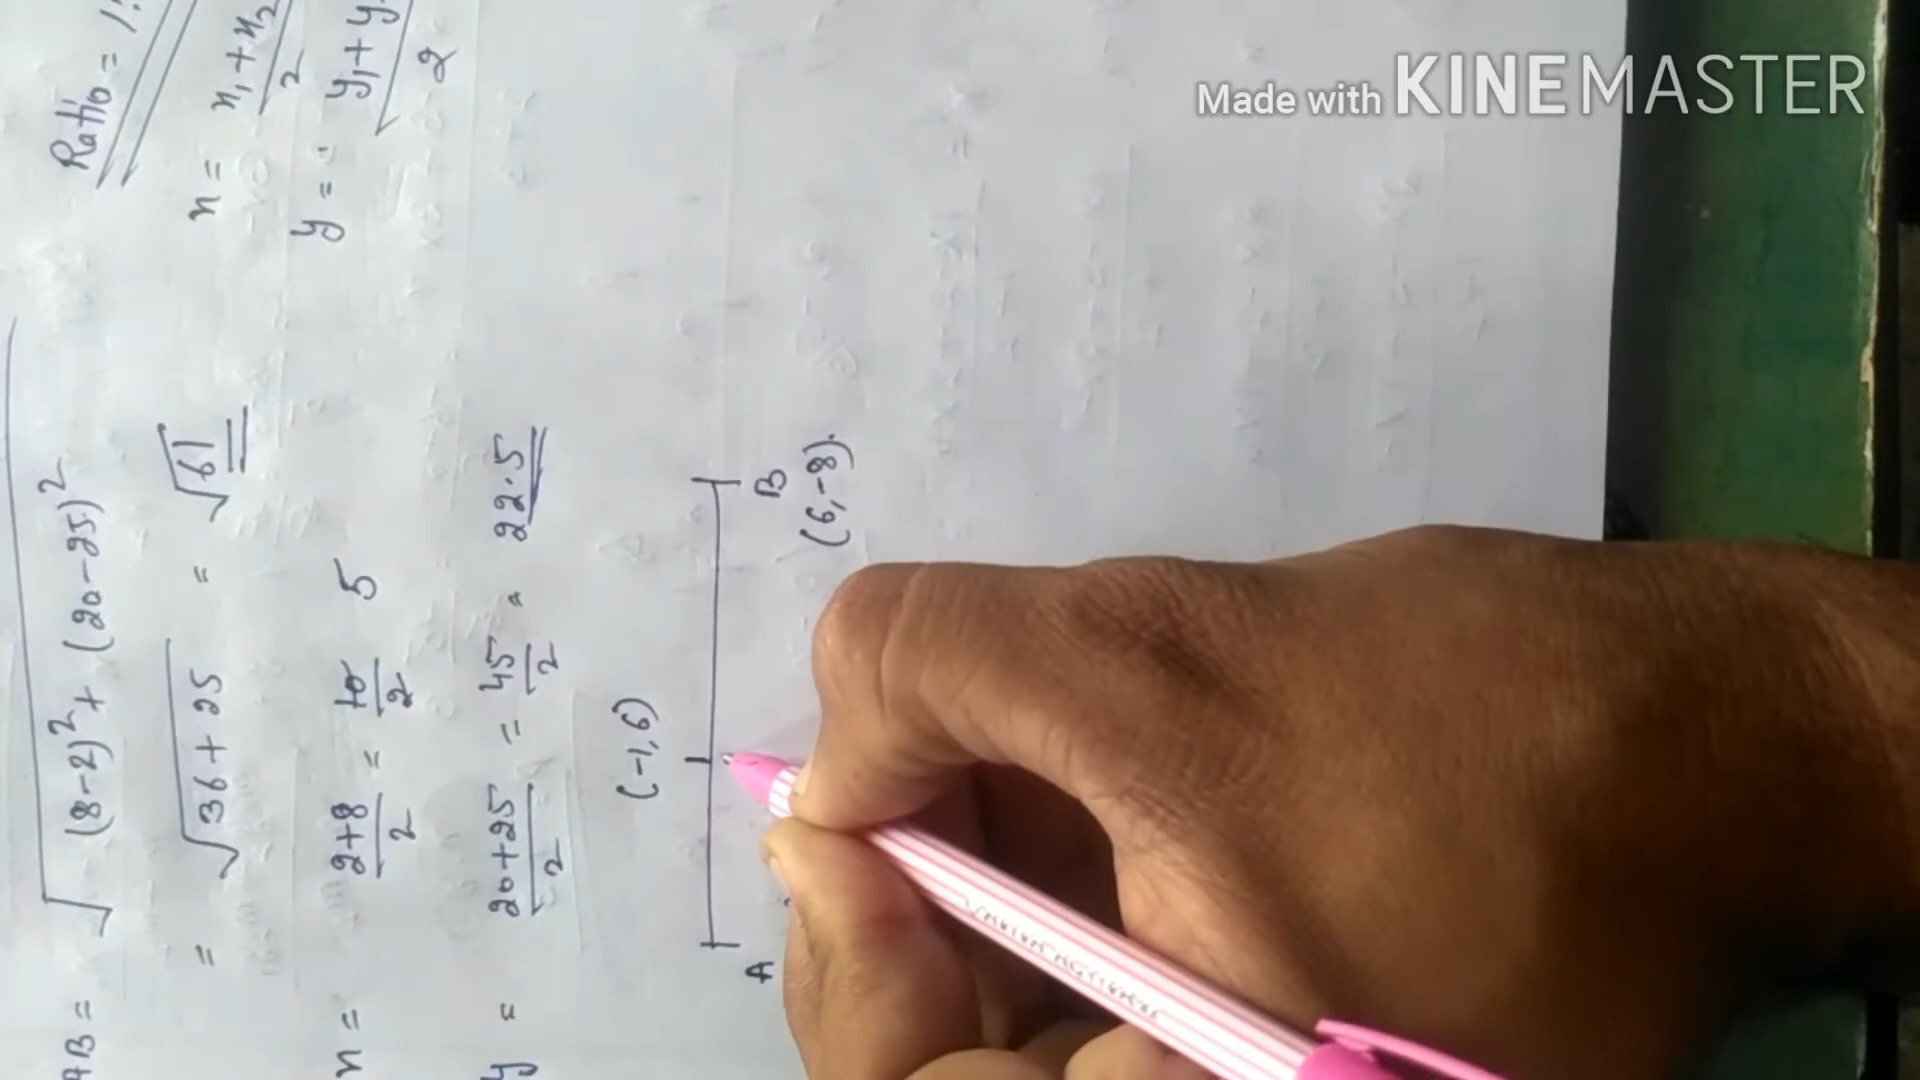 Made with KINEMASTER
AB = √(8-2)² + (20-25)²
= √36+25 = √61
Ratio = 1:
x = 2+8/2 = 10/2 5
x = x₁+x₂/2
y = 20+25/2 = 45/2 = 22.5
y = y₁+y/2
(-1,6)
A B
(6,-8).